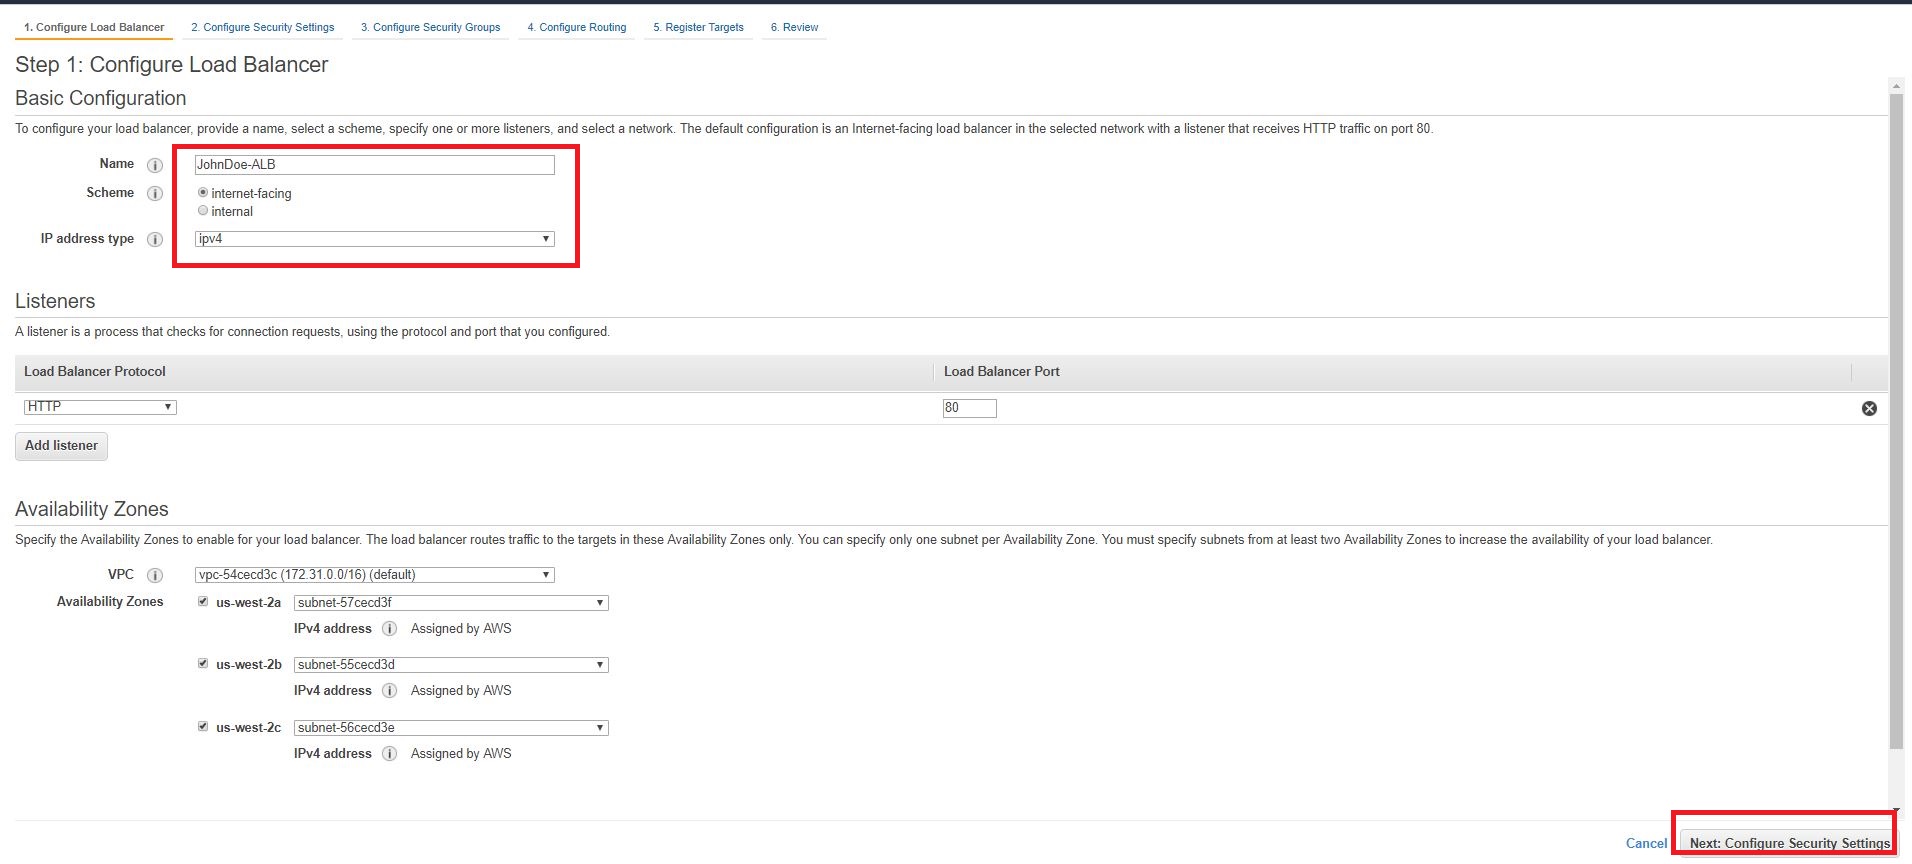 1. Configure Load Balancer 2. Configure Security Settings 3. Configure Security Groups 4. Configure Routing 5. Register Targets 6. Review
Step 1: Configure Load Balancer
Basic Configuration
To configure your load balancer, provide a name, select a scheme, specify one or more listeners, and select a network. The default configuration is an Internet-facing load balancer in the selected network with a listener that receives HTTP traffic on port 80.
Name i JohnDoe-ALB
Scheme i internet-facing
internal
IP address type i ipv4
Listeners
A listener is a process that checks for connection requests, using the protocol and port that you configured.
Load Balancer Protocol Load Balancer Port
HTTP 80
Add listener
Availability Zones
Specify the Availability Zones to enable for your load balancer. The load balancer routes traffic to the targets in these Availability Zones only. You can specify only one subnet per Availability Zone. You must specify subnets from at least two Availability Zones to increase the availability of your load balancer.
VPC i vpc-54cecd3c (172.31.0.0/16) (default)
Availability Zones us-west-2a subnet-57cecd3f
IPv4 address i Assigned by AWS
us-west-2b subnet-55cecd3d
IPv4 address i Assigned by AWS
us-west-2c subnet-56cecd3e
IPv4 address i Assigned by AWS
Cancel Next: Configure Security Settings